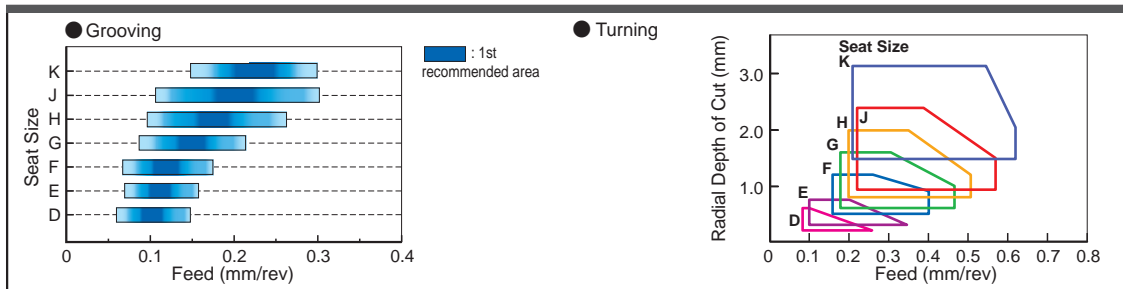 Grooving
: 1st
recommended area
Seat Size
K
J
H
G
F
E
D
0
0.1
0.2
0.3
0.4
Feed (mm/rev)
Turning
Radial Depth of Cut (mm)
3.0
2.0
1.0
Seat Size
K
J
H
G
F
E
D
0
0.1
0.2
0.3
0.4
0.5
0.6
0.7
0.8
Feed (mm/rev)